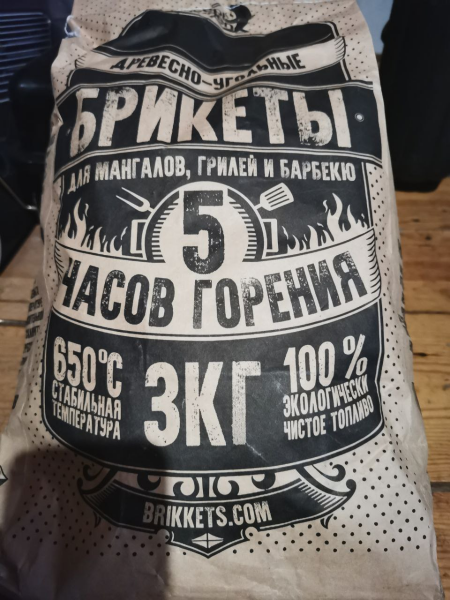 ДРЕВЕСНО-УГОЛЬНЫЕ
БРИКЕТЫ
ДЛЯ МАНГАЛОВ, ГРИЛЕЙ И БАРБЕКЮ
5
ЧАСОВ ГОРЕНИЯ
650°C
СТАБИЛЬНАЯ
ТЕМПЕРАТУРА
3КГ
100%
ЭКОЛОГИЧЕСКИ
ЧИСТОЕ ТОПЛИВО
BRIKKETS.COM